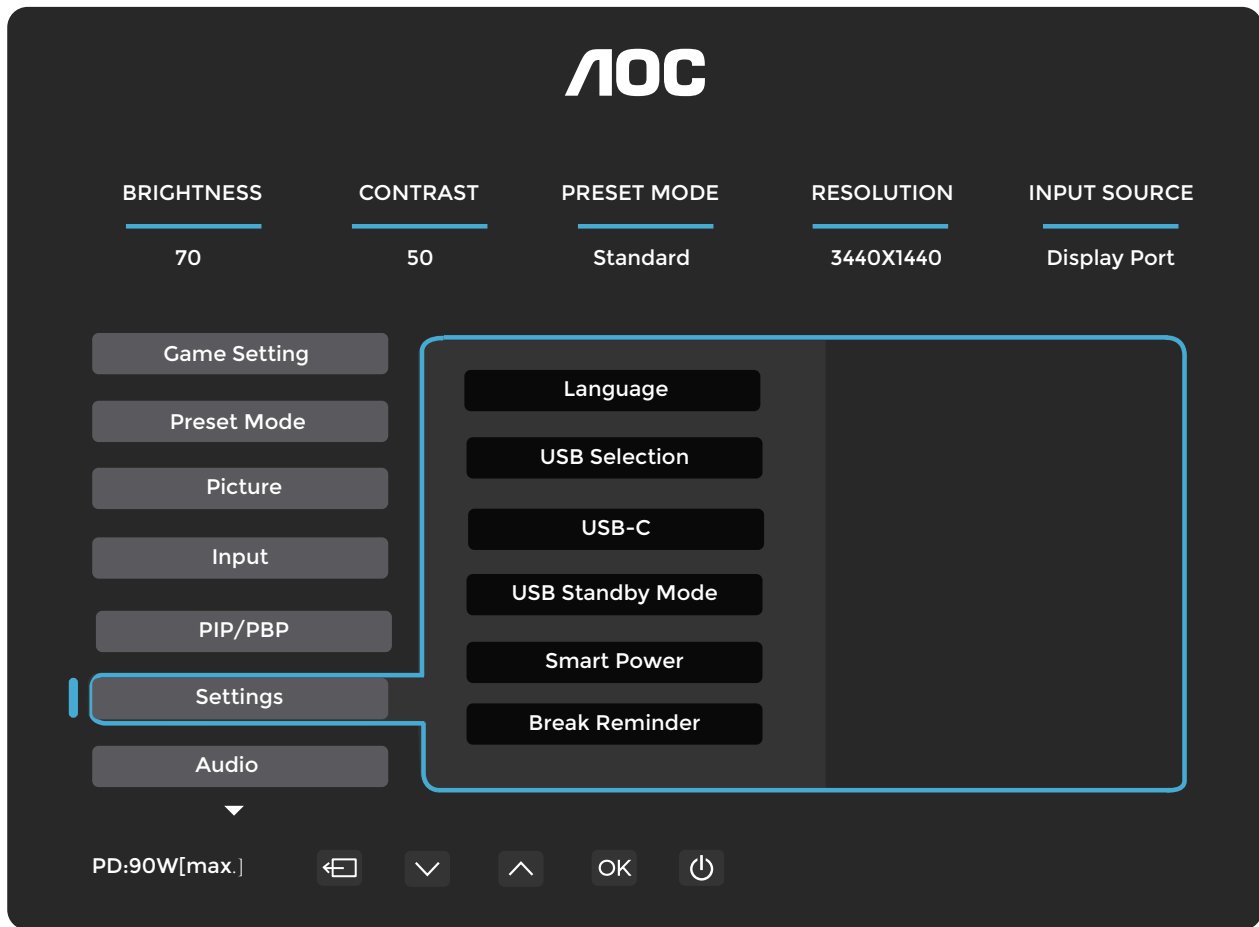 AOC
BRIGHTNESS CONTRAST PRESET MODE RESOLUTION INPUT SOURCE
70 50 Standard 3440X1440 Display Port
Game Setting
Preset Mode
Picture
Input
PIP/PBP
Settings
Audio
Language
USB Selection
USB-C
USB Standby Mode
Smart Power
Break Reminder
PD:90W[max.]
OK